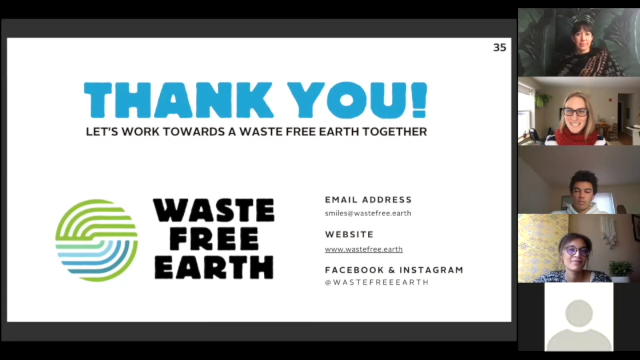 35
THANK YOU!
LET'S WORK TOWARDS A WASTE FREE EARTH TOGETHER
WASTE
FREE
EARTH
EMAIL ADDRESS
smiles@wastefree.earth
WEBSITE
www.wastefree.earth
FACEBOOK & INSTAGRAM
@WASTEFREEEARTH